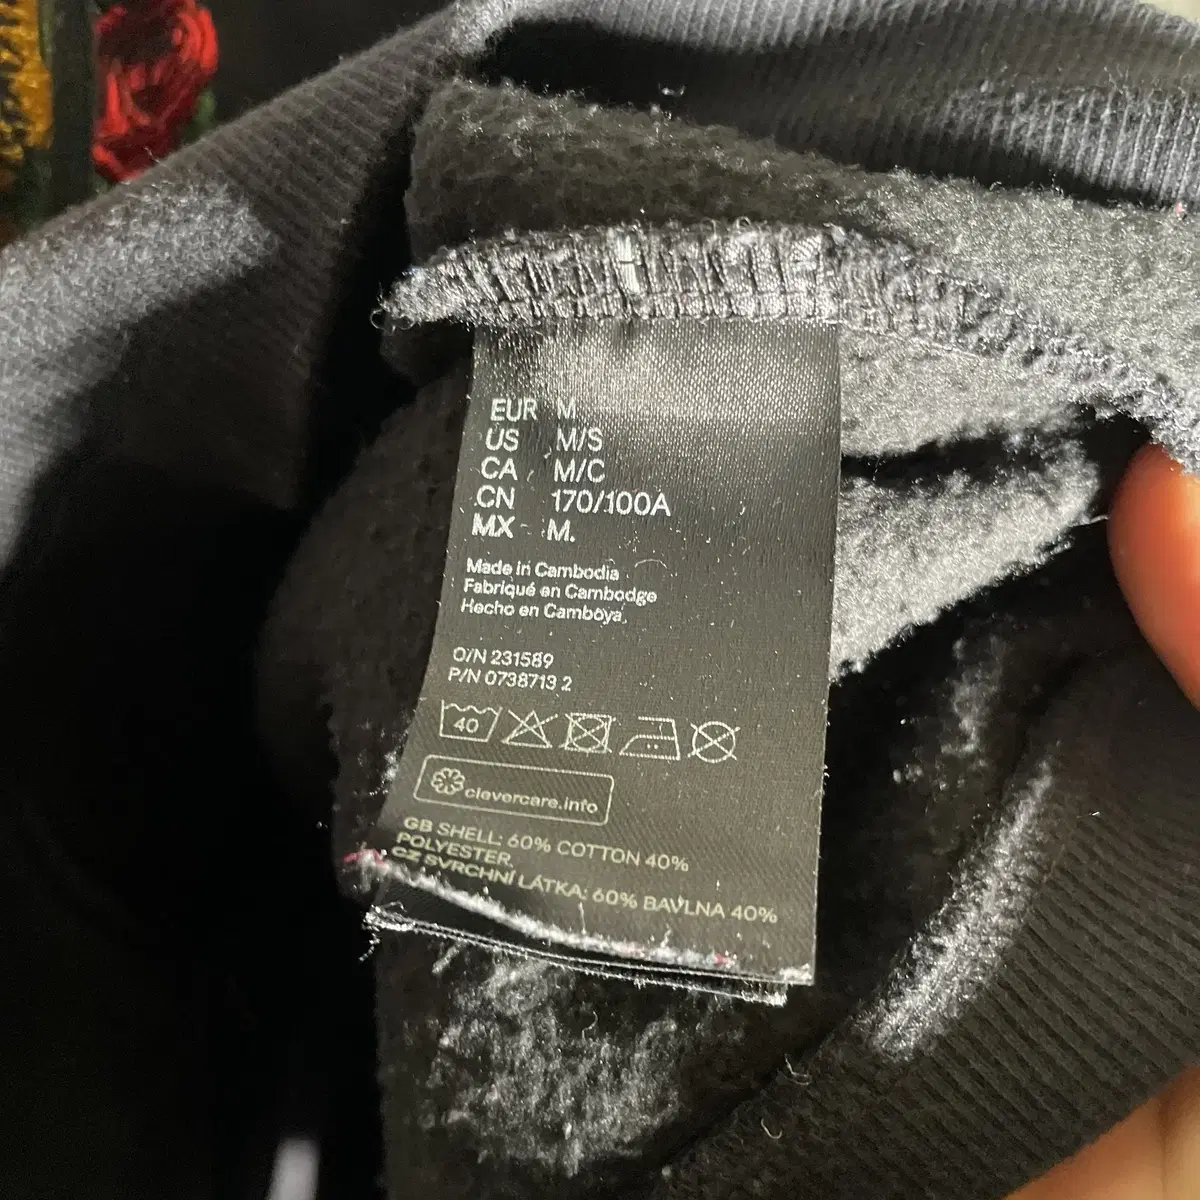 EUR M
US M/S
CA M/C
CN 170/100A
MX M.
Made in Cambodia
Fabriqué en Cambodge
Hecho en Camboya
O/N 231589
P/N 0738713 2
40
clevercare.info
GB SHELL: 60% COTTON 40%
POLYESTER
CZ SVRCHNÍ LÁTKA: 60% BAVLNA 40%